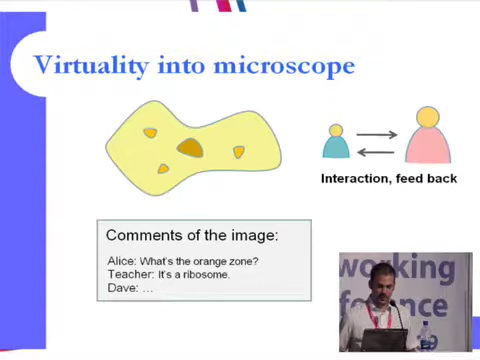 Virtuality into microscope
Interaction, feed back
Comments of the image:
Alice: What's the orange zone?
Teacher: It's a ribosome.
Dave: ...
working